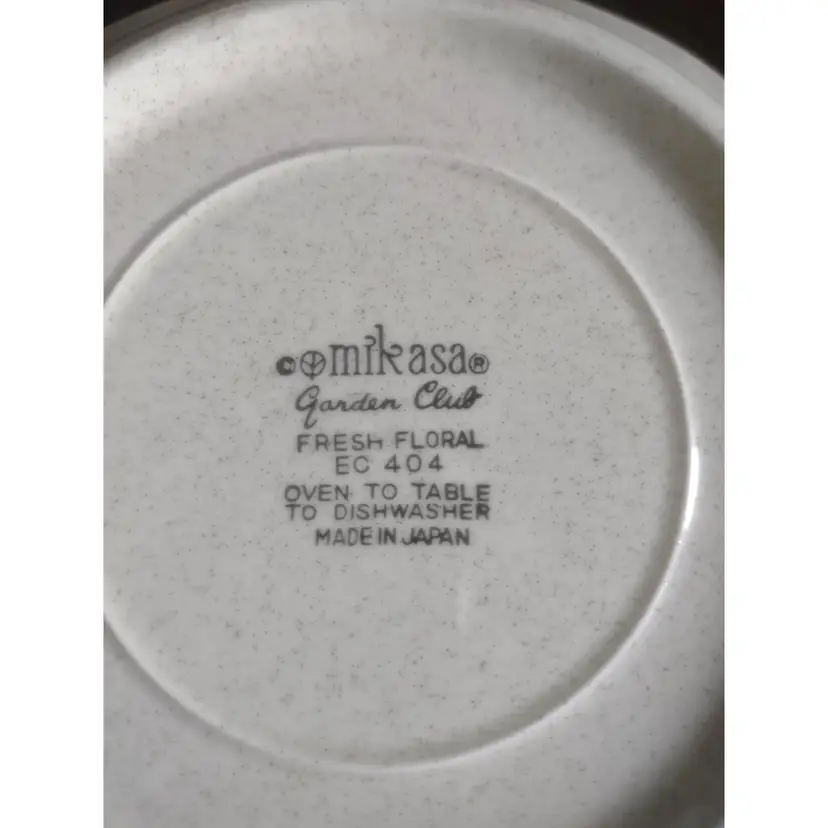 © mikasa®
Garden Club
FRESH FLORAL
EC 404
OVEN TO TABLE
TO DISHWASHER
MADE IN JAPAN